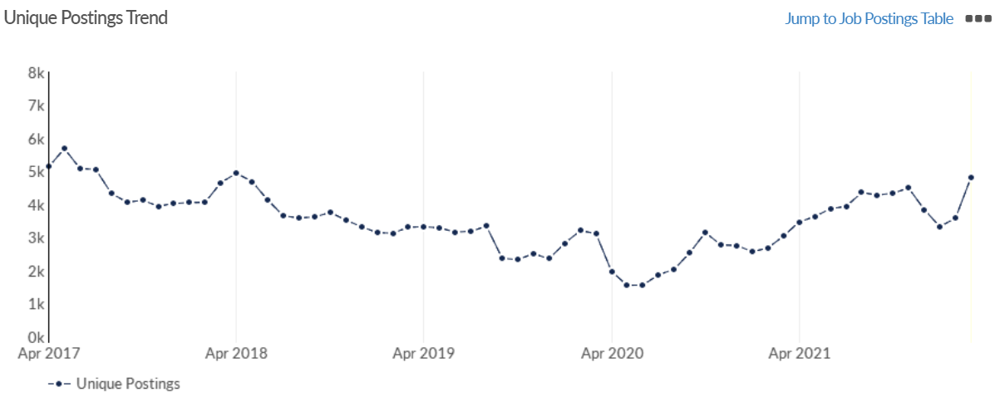 Unique Postings Trend
Jump to Job Postings Table
8k
7k
6k
5k
4k
3k
2k
1k
0k
Apr 2017
Apr 2018
Apr 2019
Apr 2020
Apr 2021
Unique Postings